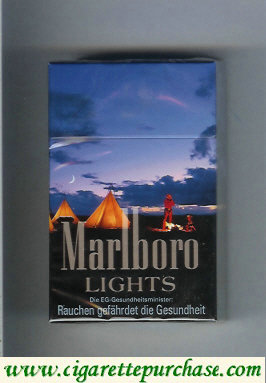 Marlboro
LIGHTS
Die EG-Gesundheitsminister:
Rauchen gefährdet die Gesundheit
www.cigarettepurchase.com